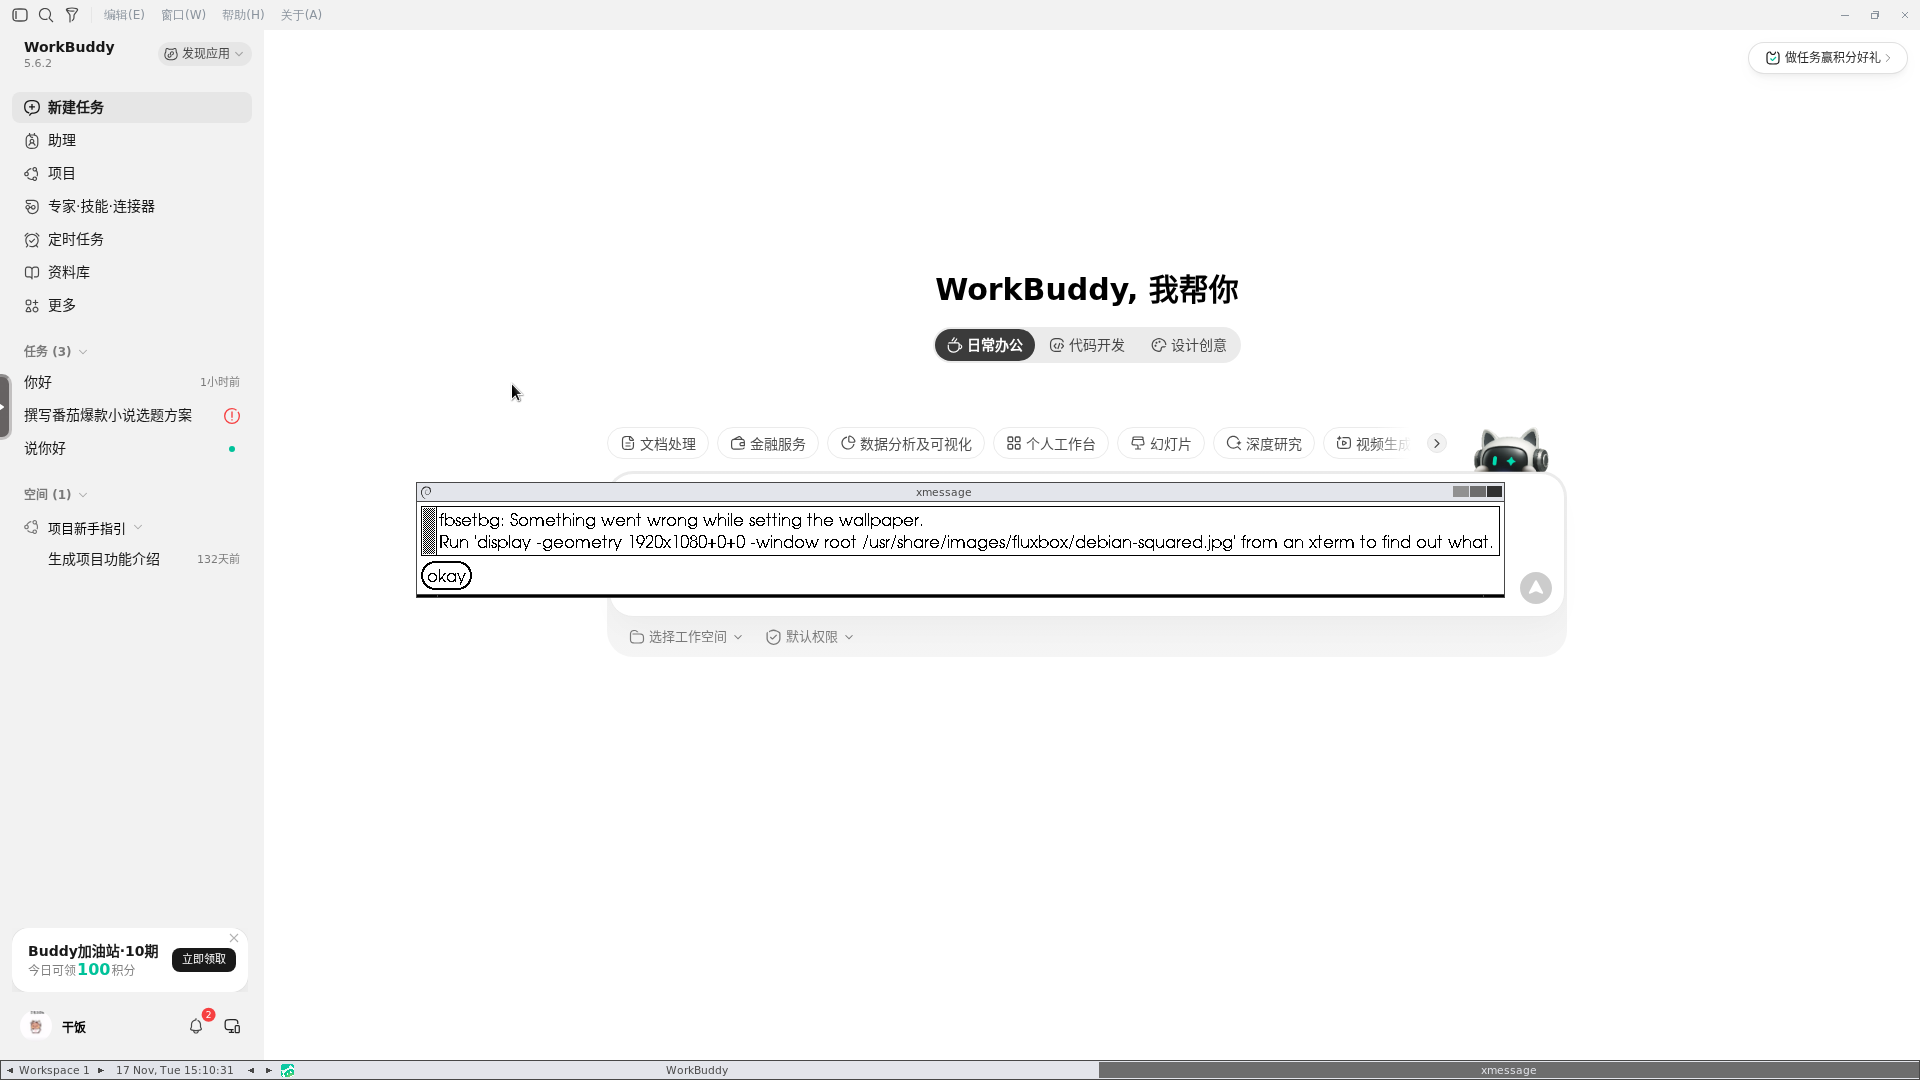 编辑(E) 窗口(W) 帮助(H) 关于(A)
WorkBuddy
5.6.2
发现应用
做任务赢积分好礼
新建任务
助理
项目
专家·技能·连接器
定时任务
资料库
更多
任务 (3)
你好 1小时前
撰写番茄爆款小说选题方案
说你好
空间 (1)
项目新手指引
生成项目功能介绍 132天前
WorkBuddy, 我帮你
日常办公 代码开发 设计创意
文档处理 金融服务 数据分析及可视化 个人工作台 幻灯片 深度研究 视频生成
xmessage
fbsetbg: Something went wrong while setting the wallpaper.
Run 'display -geometry 1920x1080+0+0 -window root /usr/share/images/fluxbox/debian-squared.jpg' from an xterm to find out what.
okay
选择工作空间 默认权限
Buddy加油站·10期
今日可领100积分
立即领取
干饭
2
Workspace 1 17 Nov, Tue 15:10:31 WorkBuddy xmessage